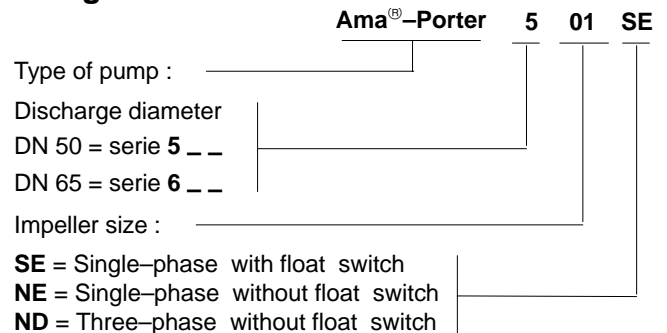 Ama®–Porter 5 01 SE
Type of pump :
Discharge diameter
DN 50 = serie 5 _ _
DN 65 = serie 6 _ _
Impeller size :
SE = Single–phase with float switch
NE = Single–phase without float switch
ND = Three–phase without float switch